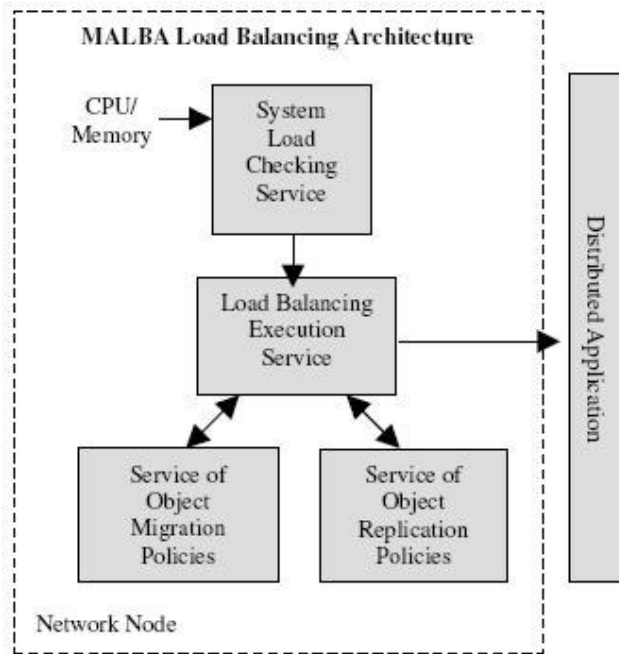 MALBA Load Balancing Architecture
CPU/
Memory
System
Load
Checking
Service
Load Balancing
Execution
Service
Service of
Object
Migration
Policies
Service of
Object
Replication
Policies
Network Node
Distributed Application